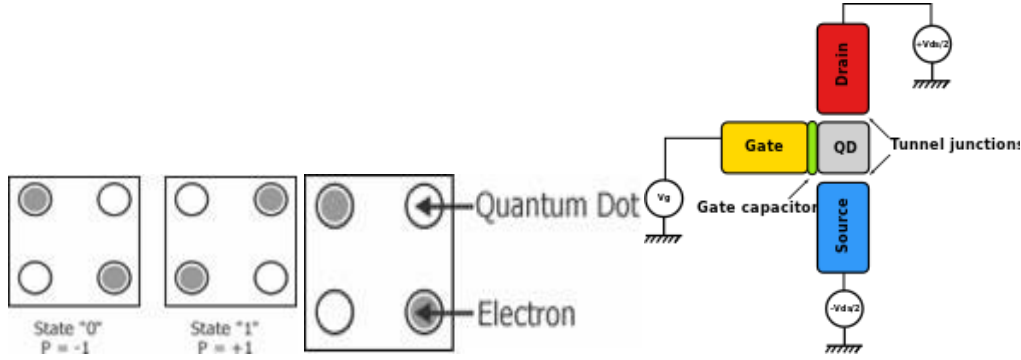 State "0"
P = -1
State "1"
P = +1
Quantum Dot
Electron
Drain
+Vds/2
Gate
QD
Tunnel junctions
Vg
Gate capacitor
Source
-Vds/2